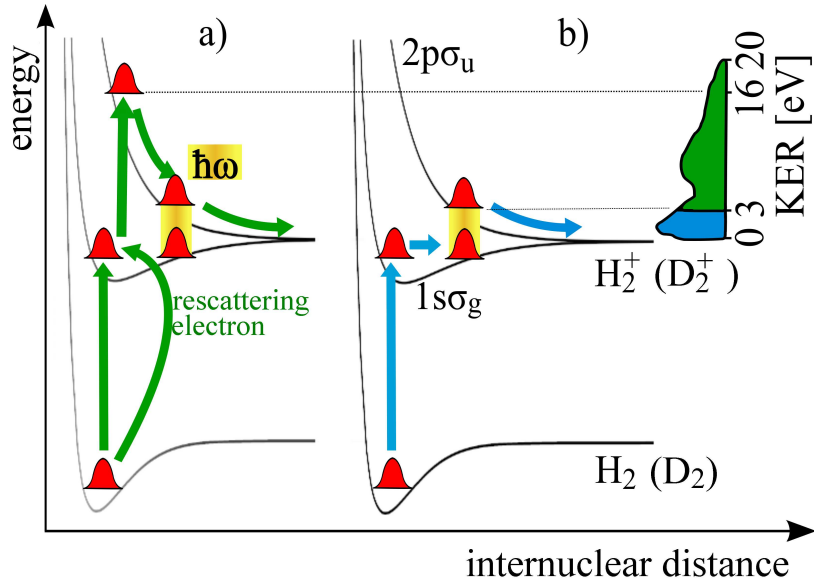 energy
a)
b)
2pσu
ħω
rescattering
electron
1sσg
H2+ (D2+)
H2 (D2)
0 3 16 20
KER [eV]
internuclear distance